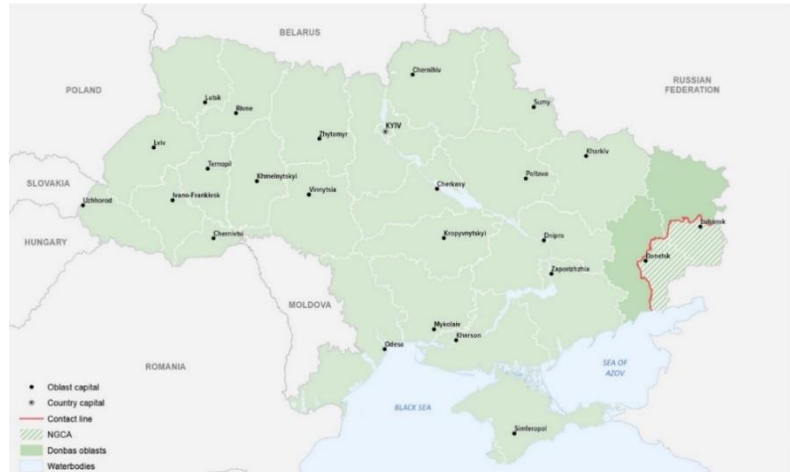 BELARUS
POLAND
RUSSIAN
FEDERATION
Chernihiv
Lutsk
Rivne
Sumy
KYIV
Zhytomyr
Lviv
Kharkiv
Ternopil
Khmelnytskyi
Poltava
SLOVAKIA
Cherkasy
Vinnytsia
Ivano-Frankivsk
Uzhhorod
Luhansk
Chernivtsi
Kropyvnytskyi
Dnipro
HUNGARY
Donetsk
Zaporizhzhia
MOLDOVA
Mykolaiv
Kherson
Odesa
ROMANIA
SEA OF
AZOV
BLACK SEA
Simferopol
Oblast capital
Country capital
Contact line
NGCA
Donbas oblasts
Waterbodies